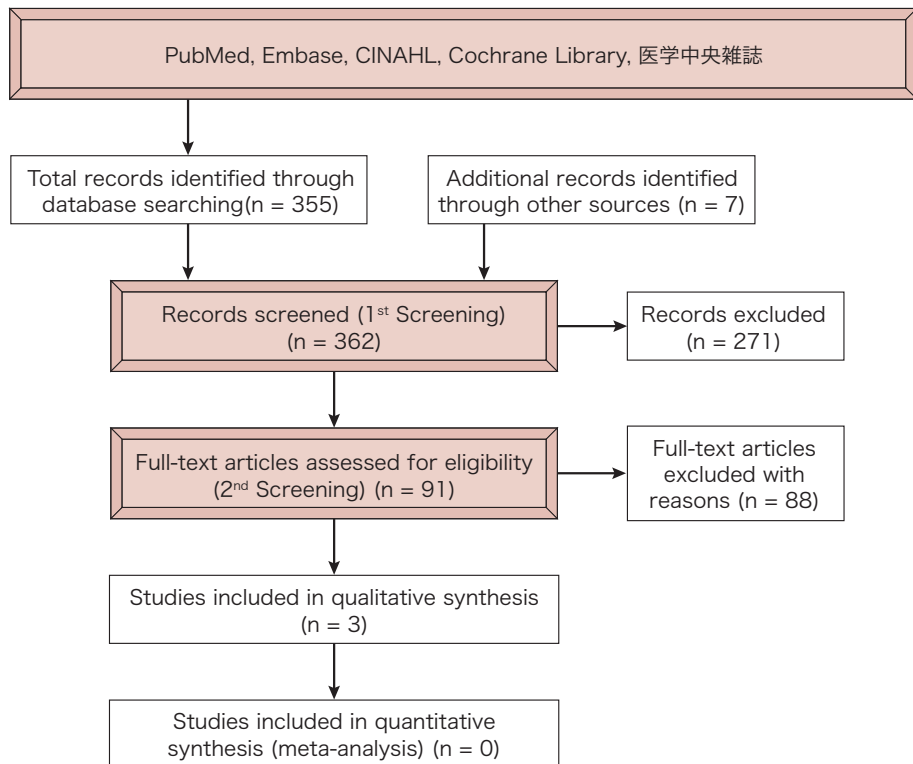 PubMed, Embase, CINAHL, Cochrane Library, 医学中央雑誌
Total records identified through
database searching(n = 355)
Additional records identified
through other sources (n = 7)
Records screened (1st Screening)
(n = 362)
Records excluded
(n = 271)
Full-text articles assessed for eligibility
(2nd Screening) (n = 91)
Full-text articles
excluded with
reasons (n = 88)
Studies included in qualitative synthesis
(n = 3)
Studies included in quantitative
synthesis (meta-analysis) (n = 0)